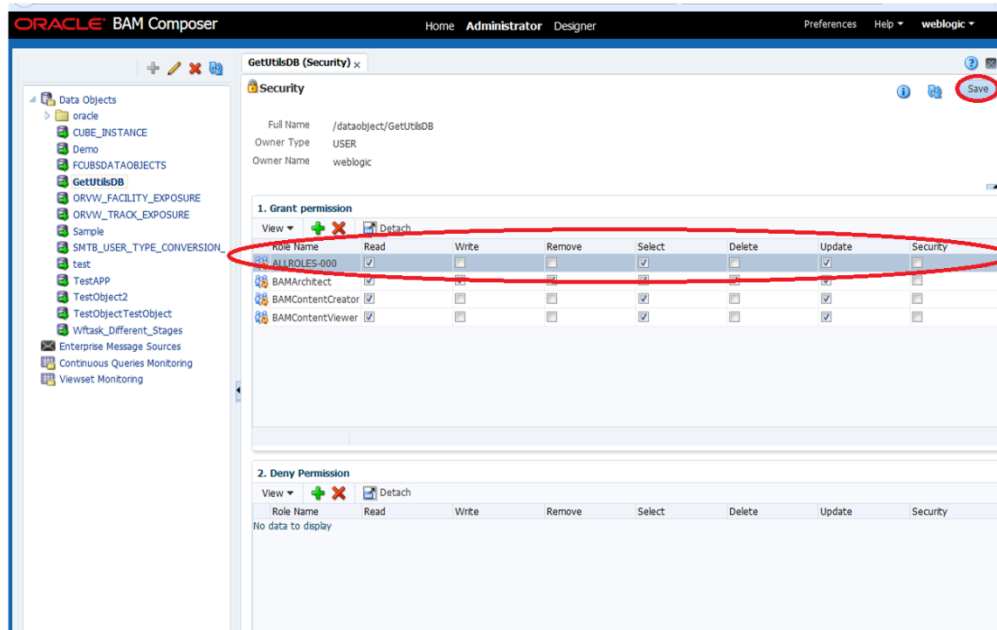 ORACLE BAM Composer Home Administrator Designer Preferences Help weblogic
GetUtilsDB (Security) x
Security
Save
Data Objects
oracle
CUBE_INSTANCE
Demo
FCUBSDATAOBJECTS
GetUtilsDB
ORVW_FACILITY_EXPOSURE
ORVW_TRACK_EXPOSURE
Sample
SMTB_USER_TYPE_CONVERSION_
test
TestAPP
TestObject2
TestObjectTestObject
Wftask_Different_Stages
Enterprise Message Sources
Continuous Queries Monitoring
Viewset Monitoring
Full Name /dataobject/GetUtilsDB
Owner Type USER
Owner Name weblogic
1. Grant permission
View Detach
Role Name Read Write Remove Select Delete Update Security
ALLROLES-000
BAMArchitect
BAMContentCreator
BAMContentViewer
2. Deny Permission
View Detach
Role Name Read Write Remove Select Delete Update Security
No data to display